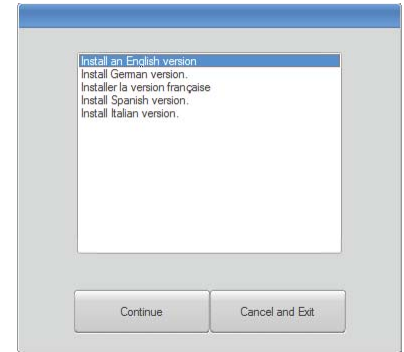 Install an English version
Install German version.
Installer la version française
Install Spanish version.
Install Italian version.
Continue
Cancel and Exit